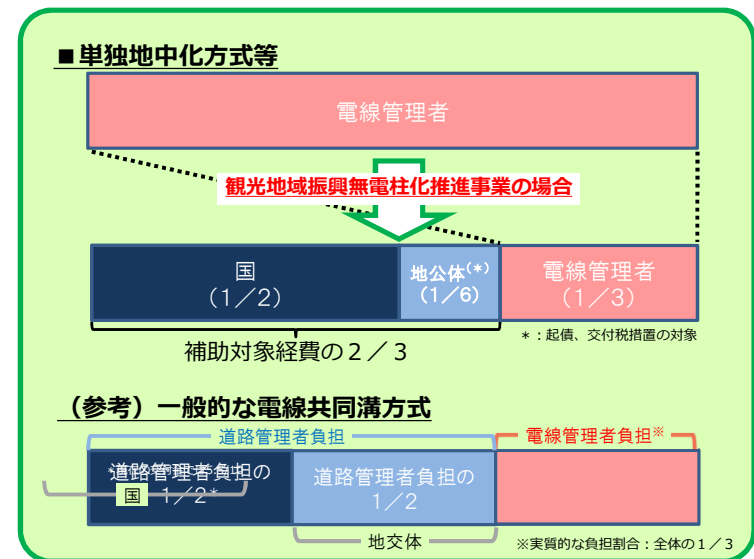 ■単独地中化方式等
電線管理者
観光地域振興無電柱化推進事業の場合
国
(1／2)
地公体(*)
(1／6)
電線管理者
(1／3)
*：起債、交付税措置の対象
補助対象経費の２／３
（参考）一般的な電線共同溝方式
道路管理者負担
電線管理者負担※
道路管理者負担の
国 1／2*
道路管理者負担の
1／2
地交体
※実質的な負担割合：全体の１／３